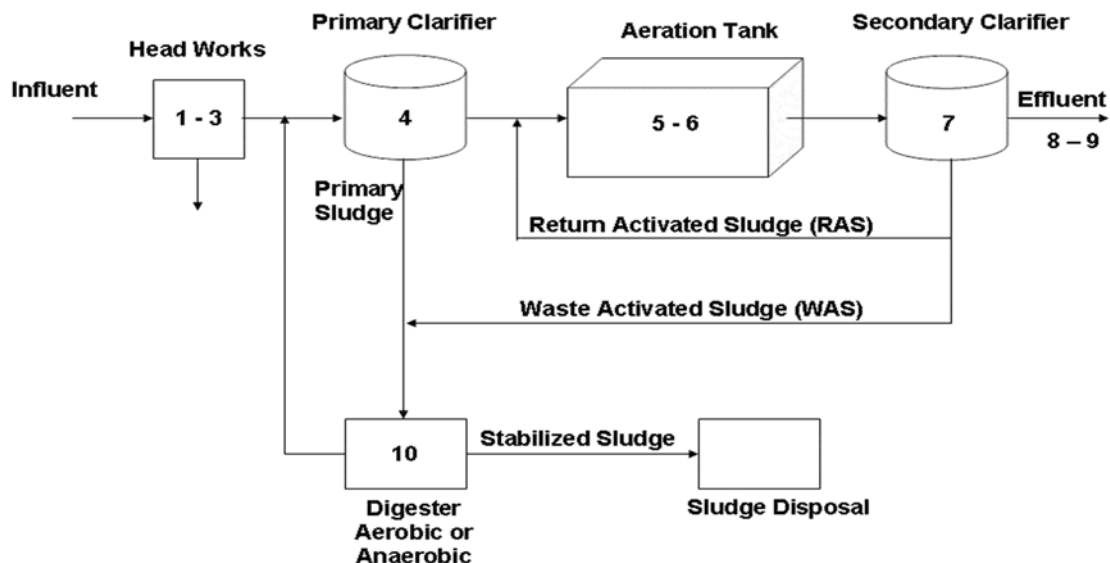 Primary Clarifier
Aeration Tank
Secondary Clarifier
Head Works
Influent
1 - 3
4
5 - 6
7
Effluent
8 – 9
Primary
Sludge
Return Activated Sludge (RAS)
Waste Activated Sludge (WAS)
10
Stabilized Sludge
Digester
Aerobic or
Anaerobic
Sludge Disposal